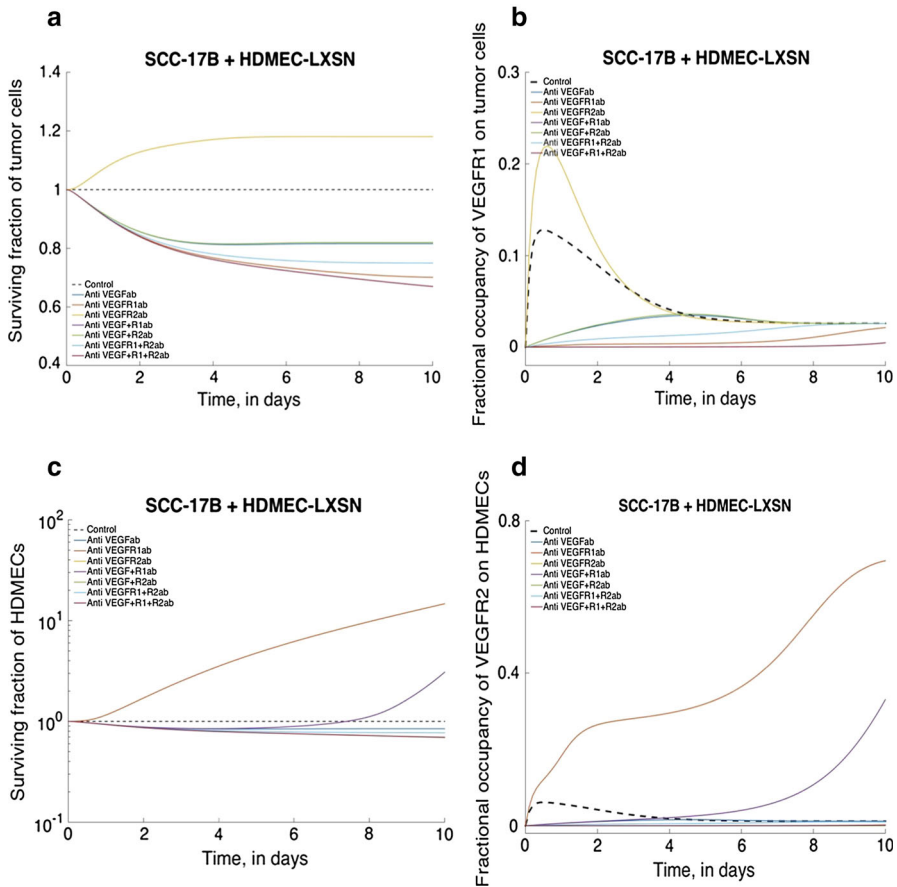 a
SCC-17B + HDMEC-LXSN
Surviving fraction of tumor cells
1.4
1.2
1
0.8
0.6
0.4
Control
Anti VEGFab
Anti VEGFR1ab
Anti VEGFR2ab
Anti VEGF+R1ab
Anti VEGF+R2ab
Anti VEGFR1+R2ab
Anti VEGF+R1+R2ab
0 2 4 6 8 10
Time, in days
b
SCC-17B + HDMEC-LXSN
Fractional occupancy of VEGFR1 on tumor cells
0.3
0.2
0.1
0
Control
Anti VEGFab
Anti VEGFR1ab
Anti VEGFR2ab
Anti VEGF+R1ab
Anti VEGF+R2ab
Anti VEGFR1+R2ab
Anti VEGF+R1+R2ab
0 2 4 6 8 10
Time, in days
c
SCC-17B + HDMEC-LXSN
Surviving fraction of HDMECs
10^2
10^1
10^0
10^-1
Control
Anti VEGFab
Anti VEGFR1ab
Anti VEGFR2ab
Anti VEGF+R1ab
Anti VEGF+R2ab
Anti VEGFR1+R2ab
Anti VEGF+R1+R2ab
0 2 4 6 8 10
Time, in days
d
SCC-17B + HDMEC-LXSN
Fractional occupancy of VEGFR2 on HDMECs
0.8
0.4
0
Control
Anti VEGFab
Anti VEGFR1ab
Anti VEGFR2ab
Anti VEGF+R1ab
Anti VEGF+R2ab
Anti VEGFR1+R2ab
Anti VEGF+R1+R2ab
0 2 4 6 8 10
Time, in days